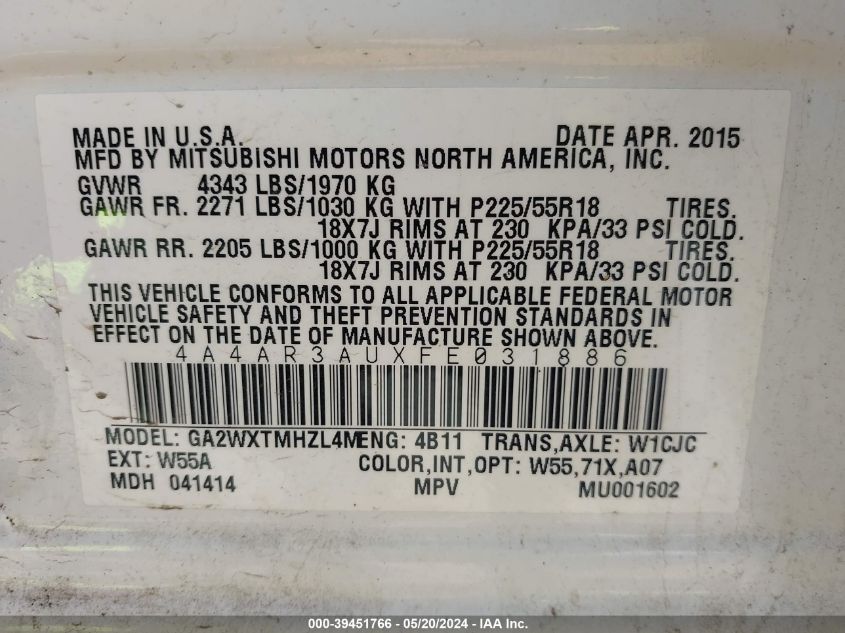 MADE IN U.S.A. DATE APR. 2015
MFD BY MITSUBISHI MOTORS NORTH AMERICA, INC.
GVWR 4343 LBS/1970 KG
GAWR FR. 2271 LBS/1030 KG WITH P225/55R18 TIRES.
18X7J RIMS AT 230 KPA/33 PSI COLD.
GAWR RR. 2205 LBS/1000 KG WITH P225/55R18 TIRES.
18X7J RIMS AT 230 KPA/33 PSI COLD.
THIS VEHICLE CONFORMS TO ALL APPLICABLE FEDERAL MOTOR
VEHICLE SAFETY AND THEFT PREVENTION STANDARDS IN
EFFECT ON THE DATE OF MANUFACTURE SHOWN ABOVE.
4A4AR3AUXFE031886
MODEL: GA2WXTMHZL4MENG: 4B11 TRANS,AXLE: W1CJC
EXT: W55A COLOR,INT,OPT: W55,71X,A07
MDH 041414 MPV MU001602
000-39451766 - 05/20/2024 - IAA Inc.